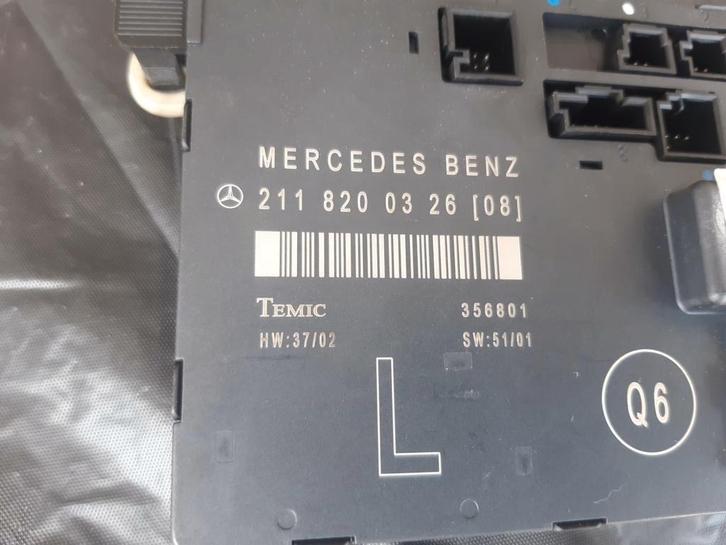 MERCEDES BENZ
211 820 03 26 [08]
TEMIC 356801
HW:37/02 SW:51/01
L
Q6